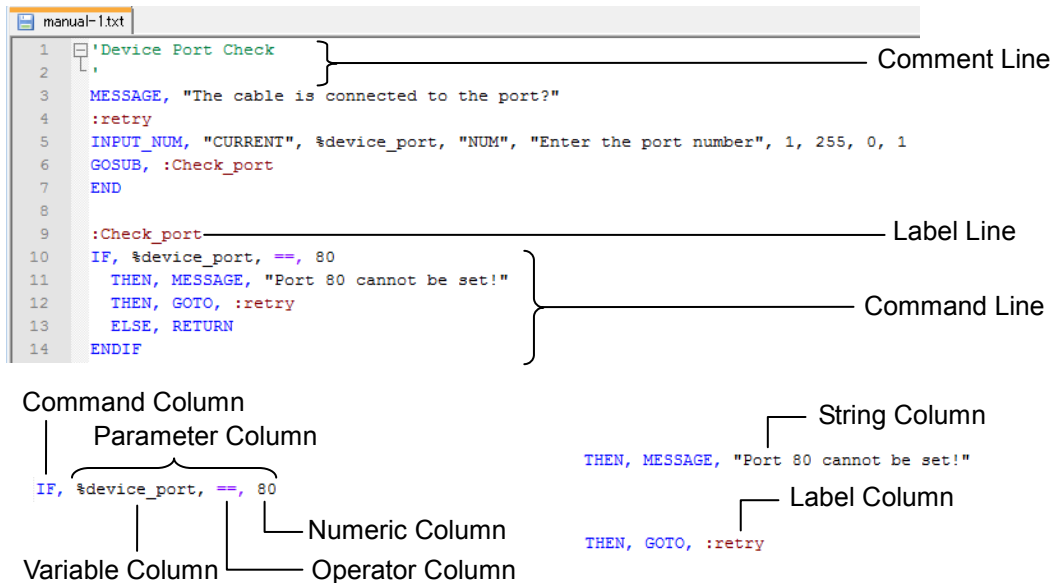 manual-1.txt
1 'Device Port Check
2 '
3 MESSAGE, "The cable is connected to the port?"
4 :retry
5 INPUT_NUM, "CURRENT", %device_port, "NUM", "Enter the port number", 1, 255, 0, 1
6 GOSUB, :Check_port
7 END
8
9 :Check_port
10 IF, %device_port, ==, 80
11 THEN, MESSAGE, "Port 80 cannot be set!"
12 THEN, GOTO, :retry
13 ELSE, RETURN
14 ENDIF
Comment Line
Label Line
Command Line
Command Column
Parameter Column
IF, %device_port, ==, 80
Numeric Column
Variable Column
Operator Column
String Column
THEN, MESSAGE, "Port 80 cannot be set!"
Label Column
THEN, GOTO, :retry